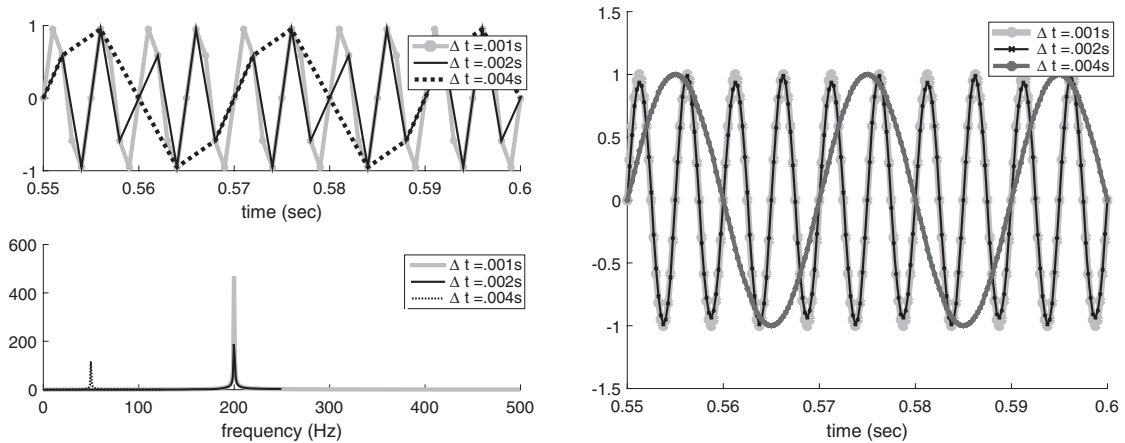 1
0
-1
0.55
0.56
0.57
0.58
0.59
0.6
time (sec)
Δ t =.001s
Δ t =.002s
Δ t =.004s
600
400
200
0
0
100
200
300
400
500
frequency (Hz)
Δ t =.001s
Δ t =.002s
Δ t =.004s
1.5
1
0.5
0
-0.5
-1
-1.5
0.55
0.56
0.57
0.58
0.59
0.6
time (sec)
Δ t =.001s
Δ t =.002s
Δ t =.004s